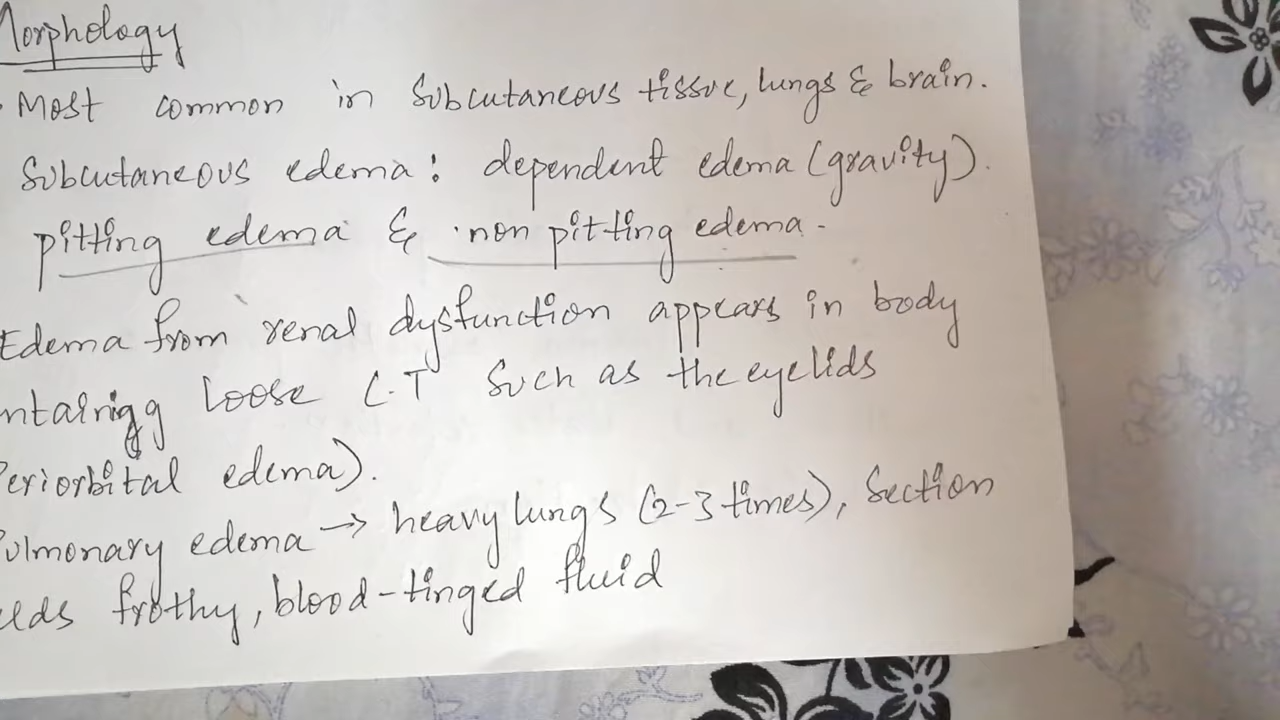 Morphology
• Most common in Subcutaneous tissue, lungs & brain.
Subcutaneous edema: dependent edema (gravity).
pitting edema & non pitting edema.
Edema from renal dysfunction appears in body
ntainigg loose C.T such as the eyelids
Periorbital edema).
Pulmonary edema → heavy lungs (2-3 times), Section
elds frothy, blood-tinged fluid